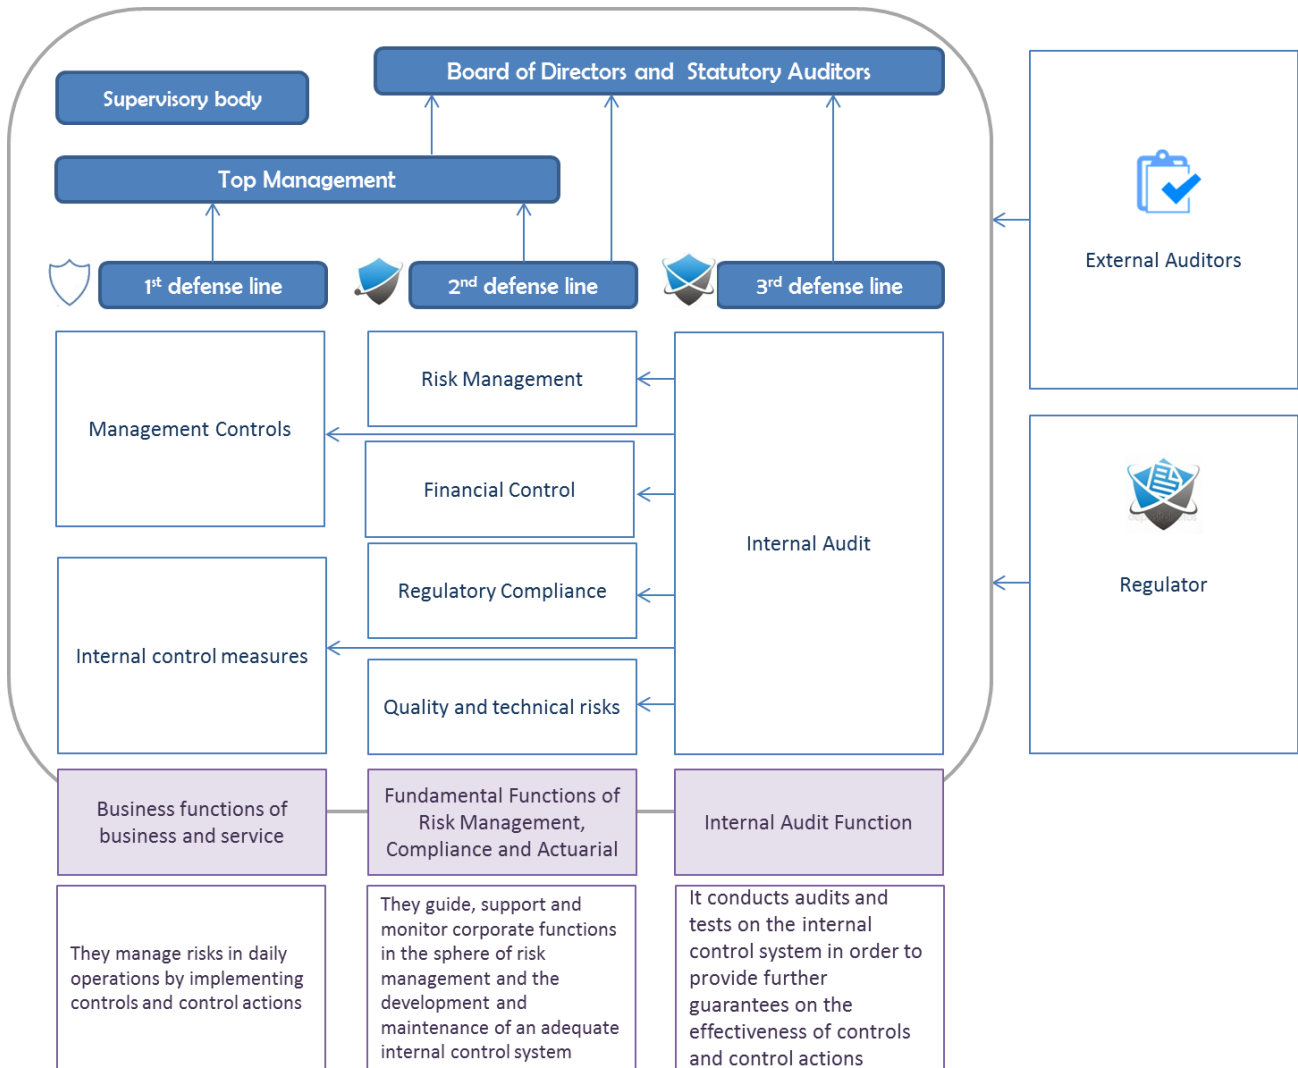 Board of Directors and Statutory Auditors
Supervisory body
Top Management
1st defense line
2nd defense line
3rd defense line
External Auditors
Risk Management
Management Controls
Financial Control
Internal Audit
Regulatory Compliance
Regulator
Internal control measures
Quality and technical risks
Business functions of
business and service
Fundamental Functions of
Risk Management,
Compliance and Actuarial
Internal Audit Function
They manage risks in daily
operations by implementing
controls and control actions
They guide, support and
monitor corporate functions
in the sphere of risk
management and the
development and
maintenance of an adequate
internal control system
It conducts audits and
tests on the internal
control system in order to
provide further
guarantees on the
effectiveness of controls
and control actions